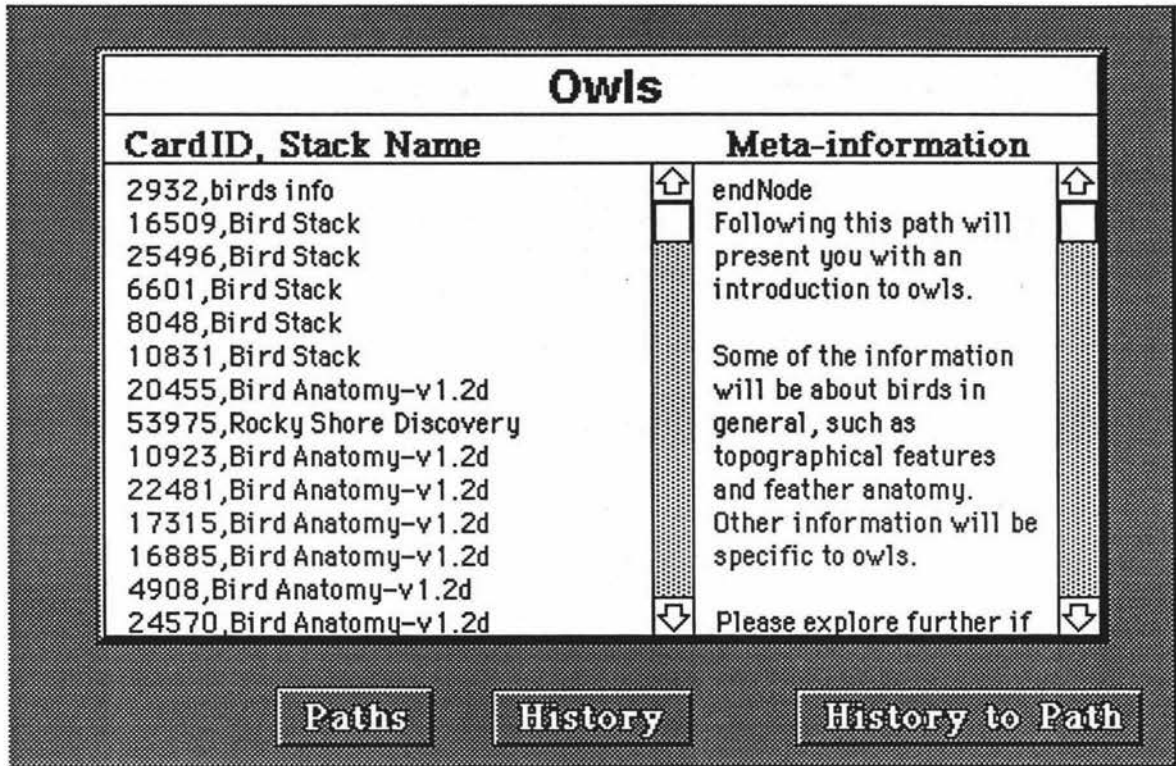 Owls
CardID, Stack Name
2932,birds info
16509,Bird Stack
25496,Bird Stack
6601,Bird Stack
8048,Bird Stack
10831,Bird Stack
20455,Bird Anatomy-v1.2d
53975,Rocky Shore Discovery
10923,Bird Anatomy-v1.2d
22481,Bird Anatomy-v1.2d
17315,Bird Anatomy-v1.2d
16885,Bird Anatomy-v1.2d
4908,Bird Anatomy-v1.2d
24570,Bird Anatomy-v1.2d
Meta-information
endNode
Following this path will
present you with an
introduction to owls.
Some of the information
will be about birds in
general, such as
topographical features
and feather anatomy.
Other information will be
specific to owls.
Please explore further if
Paths
History
History to Path